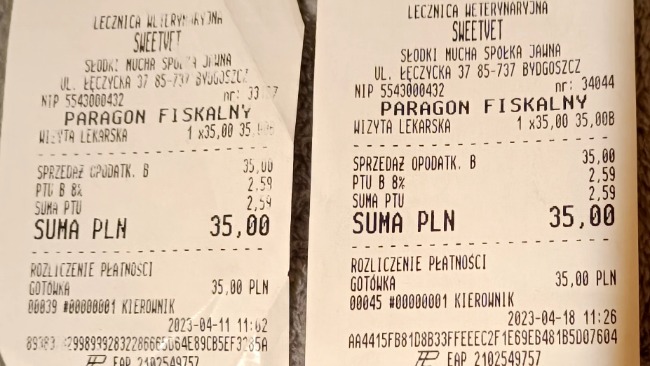 LECZNICA WETERYNARYJNA
SWEETVET
SŁODKI MUCHA SPÓŁKA JAWNA
UL. ŁĘCZYCKA 37 85-737 BYDGOSZCZ
NIP 5543000432 nr:
PARAGON FISKALNY
WIZYTA LEKARSKA 1 x35,00
SPRZEDAŻ OPODATK. B 35,00
PTU B 8% 2,59
SUMA PTU 2,59
SUMA PLN 35,00
ROZLICZENIE PŁATNOŚCI
GOTÓWKA 35,00 PLN
00039 #00000001 KIEROWNIK
2023-04-11 11:02
EAP 2102549757
LECZNICA WETERYNARYJNA
SWEETVET
SŁODKI MUCHA SPÓŁKA JAWNA
UL. ŁĘCZYCKA 37 85-737 BYDGOSZCZ
NIP 5543000432 nr: 34044
PARAGON FISKALNY
WIZYTA LEKARSKA 1 x35,00 35,00B
SPRZEDAŻ OPODATK. B 35,00
PTU B 8% 2,59
SUMA PTU 2,59
SUMA PLN 35,00
ROZLICZENIE PŁATNOŚCI
GOTÓWKA 35,00 PLN
00045 #00000001 KIEROWNIK
2023-04-18 11:26
AA4415FB81D8B33FFEEEC2F1E69EB481B5D07604
EAP 2102549757